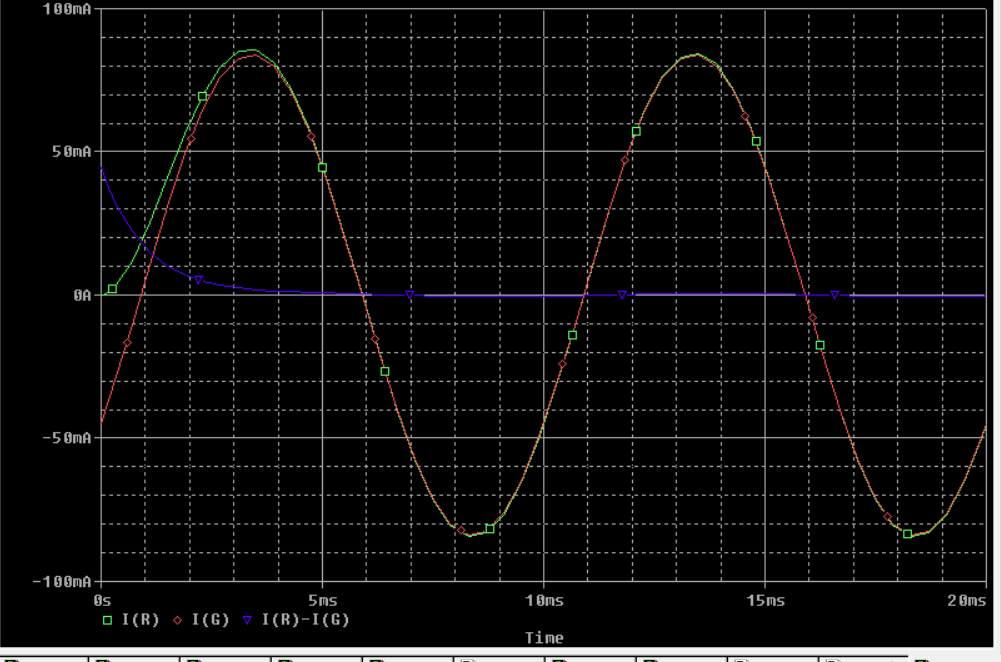 100mA
50mA
0A
-50mA
-100mA
0s 5ms 10ms 15ms 20ms
I(R) I(G) I(R)-I(G)
Time